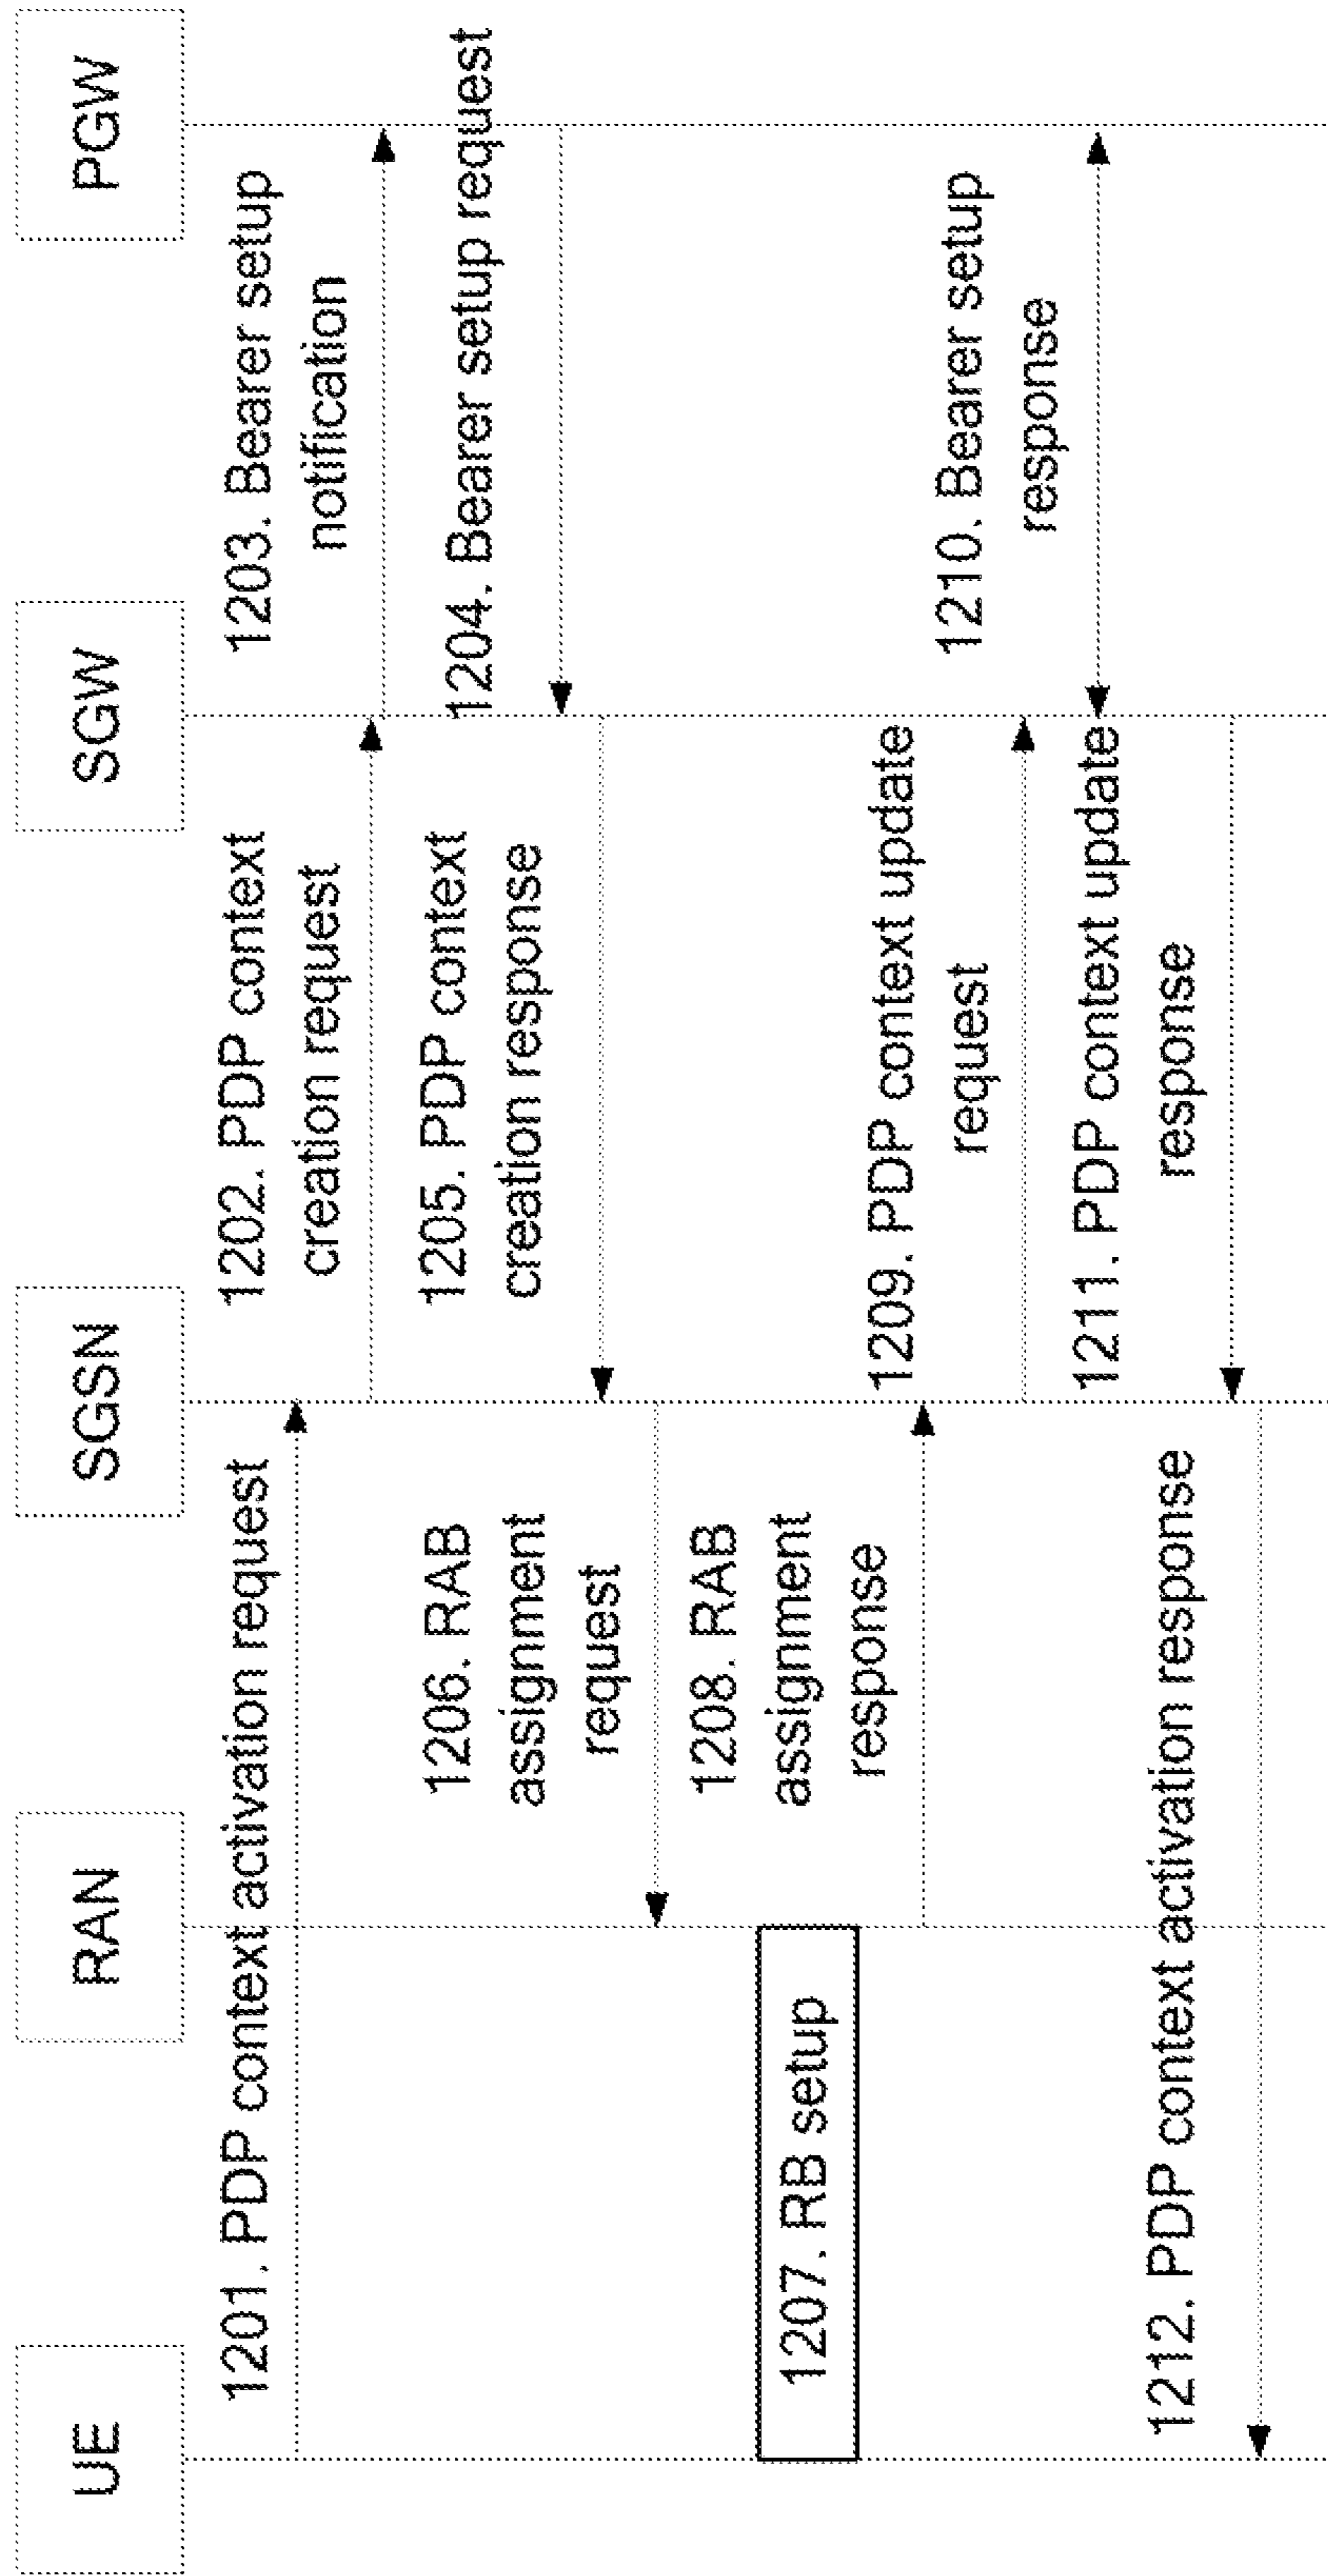 UE
RAN
SGSN
SGW
PGW
1201. PDP context activation request
1202. PDP context
creation request
1203. Bearer setup
notification
1204. Bearer setup request
1205. PDP context
creation response
1206. RAB
assignment
request
1207. RB setup
1208. RAB
assignment
response
1209. PDP context update
request
1210. Bearer setup
response
1211. PDP context update
response
1212. PDP context activation response